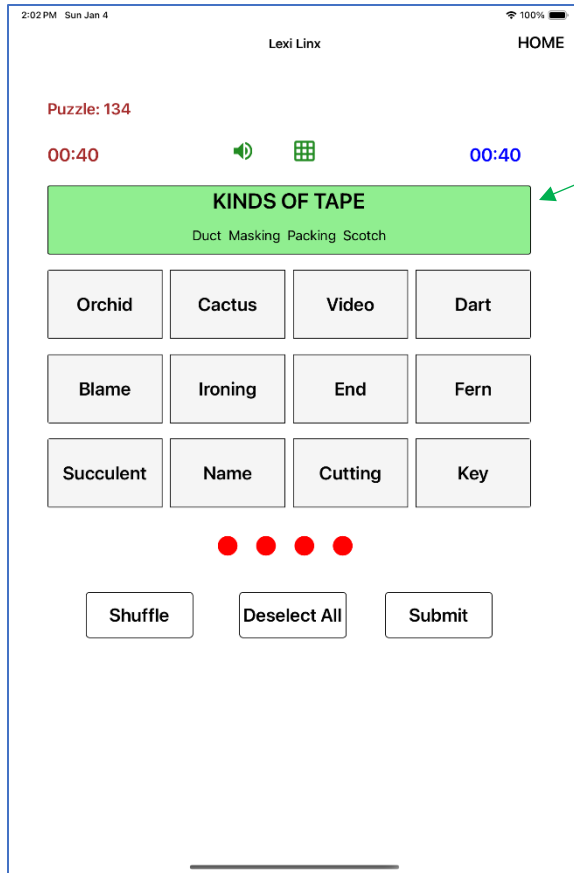 2:02 PM Sun Jan 4 100%
Lexi Linx HOME
Puzzle: 134
00:40 00:40
KINDS OF TAPE
Duct Masking Packing Scotch
Orchid Cactus Video Dart
Blame Ironing End Fern
Succulent Name Cutting Key
Shuffle Deselect All Submit